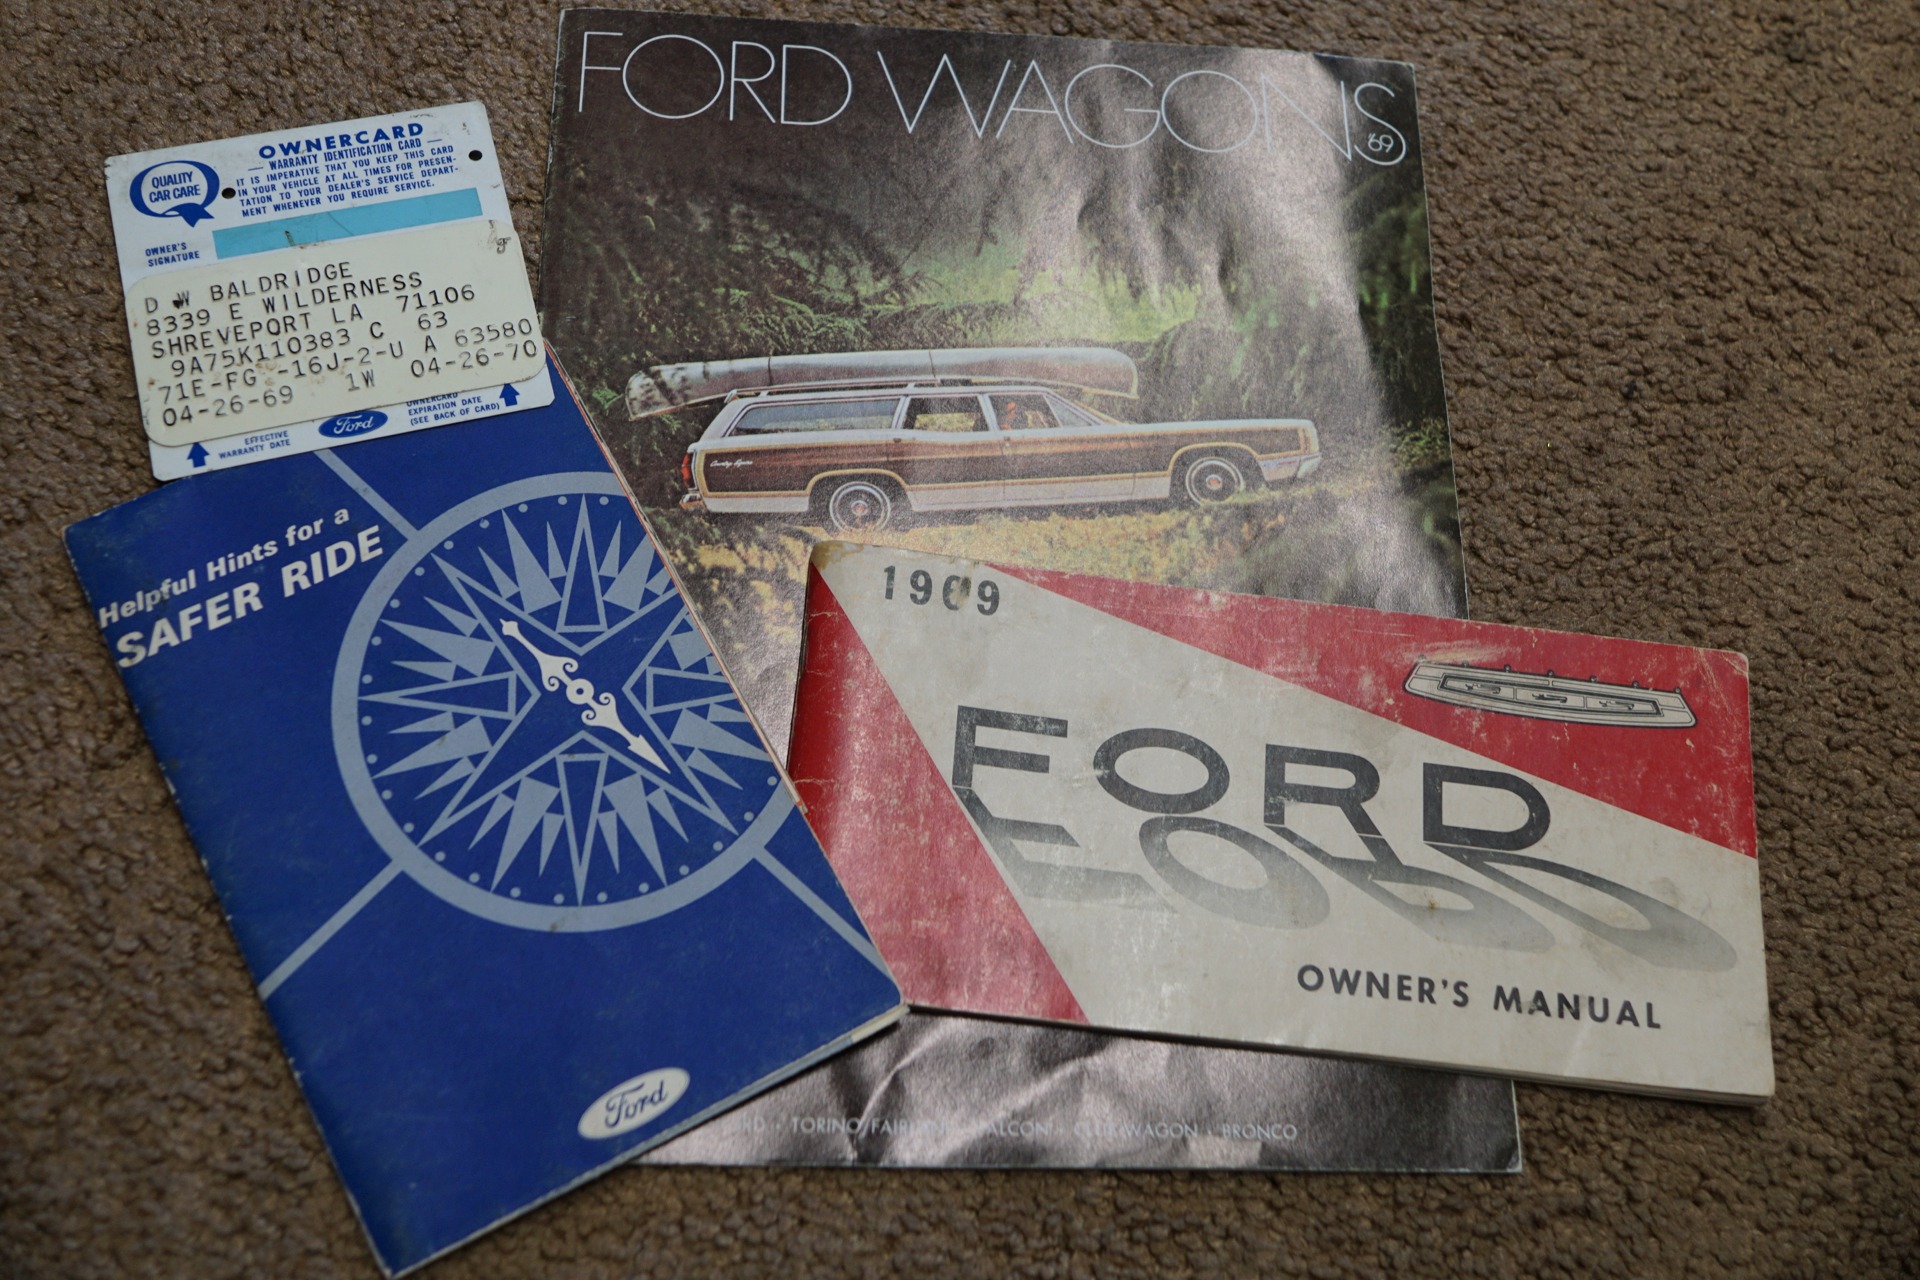 FORD WAGONS
'69
OWNERCARD
WARRANTY IDENTIFICATION CARD
IT IS IMPERATIVE THAT YOU KEEP THIS CARD
IN YOUR VEHICLE AT ALL TIMES FOR PRESEN-
TATION TO YOUR DEALER'S SERVICE DEPART-
MENT WHENEVER YOU REQUIRE SERVICE.
QUALITY
CAR CARE
OWNER'S
SIGNATURE
D W BALDRIDGE
8339 E WILDERNESS
SHREVEPORT LA 71106
9A75K110383 C 63
71E-FG -16J-2-U A 63580
04-26-69 1W 04-26-70
EFFECTIVE
WARRANTY DATE
Ford
OWNERCARD
EXPIRATION DATE
(SEE BACK OF CARD)
Helpful Hints for a
SAFER RIDE
Ford
Country Squire
1969
FORD
OWNER'S MANUAL
TORINO/ · WAGON · BRONCO